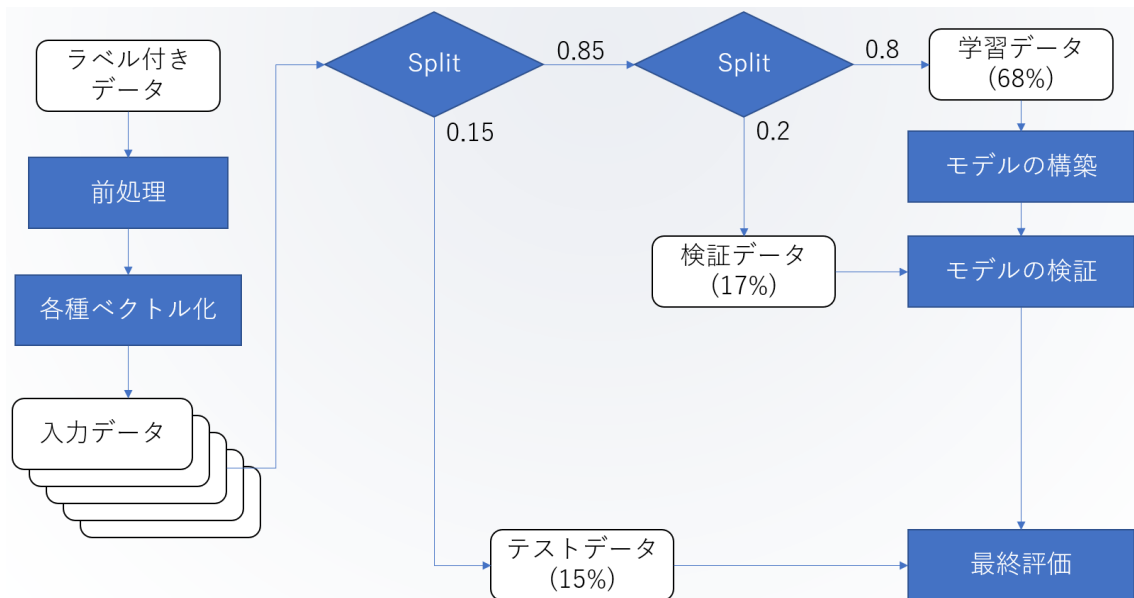 ラベル付き
データ
前処理
各種ベクトル化
入力データ
Split
0.85
0.15
Split
0.8
0.2
学習データ
(68%)
モデルの構築
検証データ
(17%)
モデルの検証
テストデータ
(15%)
最終評価